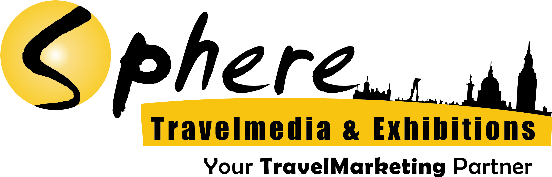 Sphere
Travelmedia & Exhibitions
Your TravelMarketing Partner